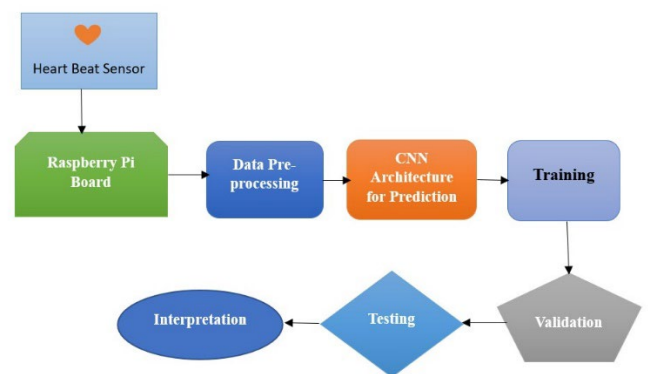 Heart Beat Sensor
Raspberry Pi
Board
Data Pre-
processing
CNN
Architecture
for Prediction
Training
Validation
Testing
Interpretation